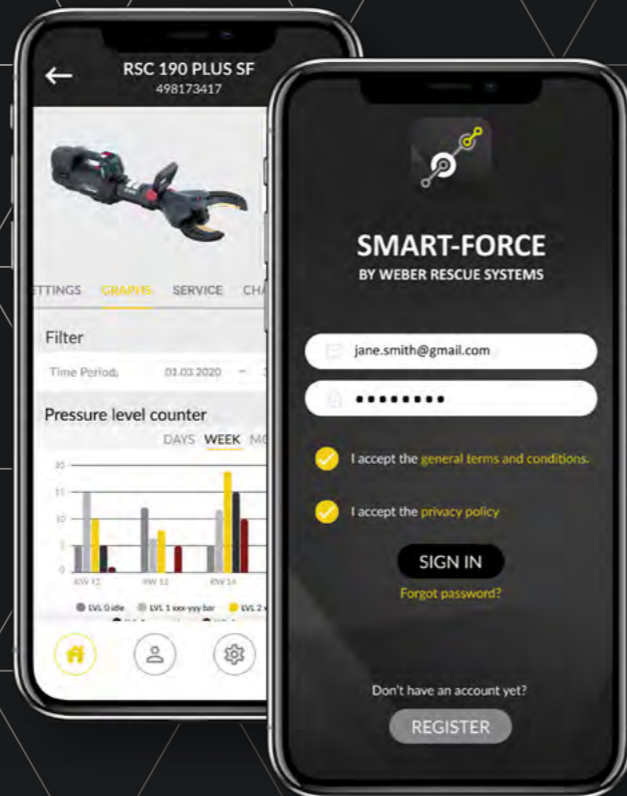 RSC 190 PLUS SF
498173417
ETTINGS GRAPHS SERVICE CHA
Filter
Time Period: 01.03.2020 -
Pressure level counter
DAYS WEEK MO
20
15
10
5
0
KW 12 KW 13 KW 14
LVL 0 idle LVL 1 xxx-yyy bar LVL 2 x
SMART-FORCE
BY WEBER RESCUE SYSTEMS
jane.smith@gmail.com
I accept the general terms and conditions.
I accept the privacy policy
SIGN IN
Forgot password?
Don't have an account yet?
REGISTER